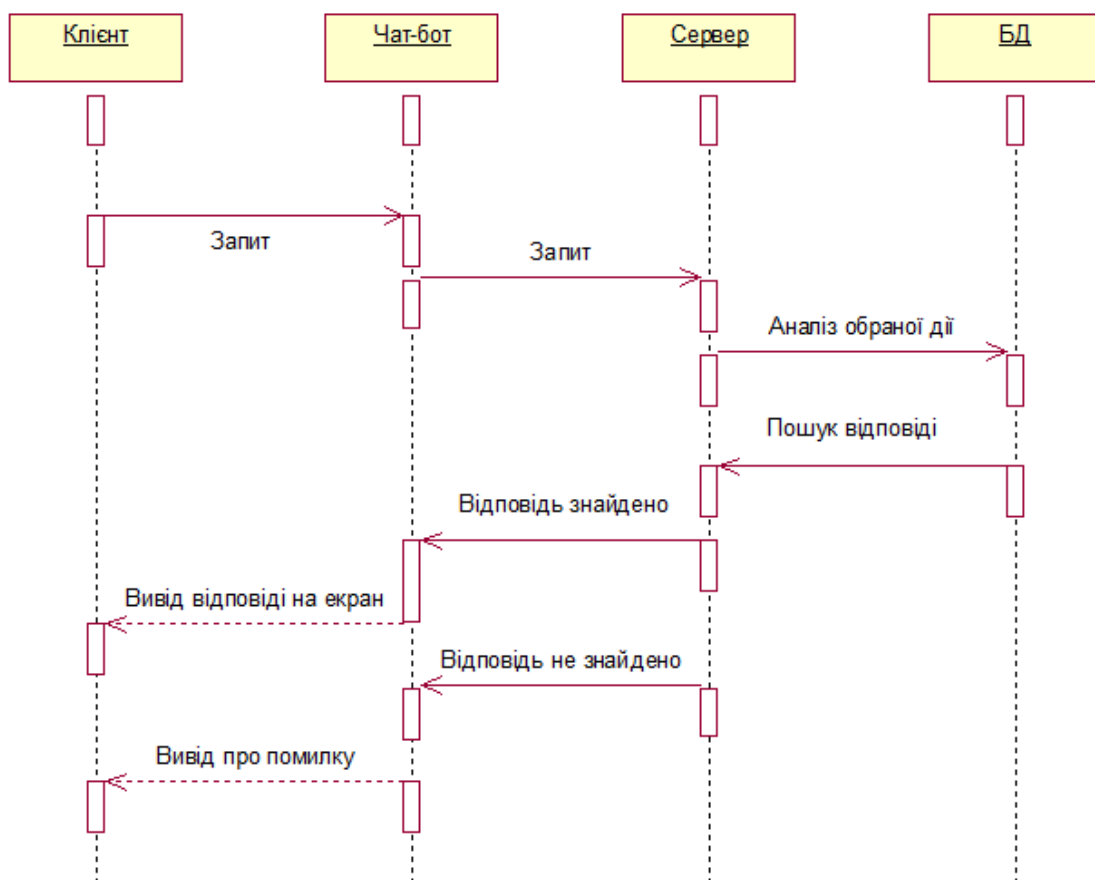 Клієнт
Чат-бот
Сервер
БД
Запит
Запит
Аналіз обраної дії
Пошук відповіді
Відповідь знайдено
Вивід відповіді на екран
Відповідь не знайдено
Вивід про помилку